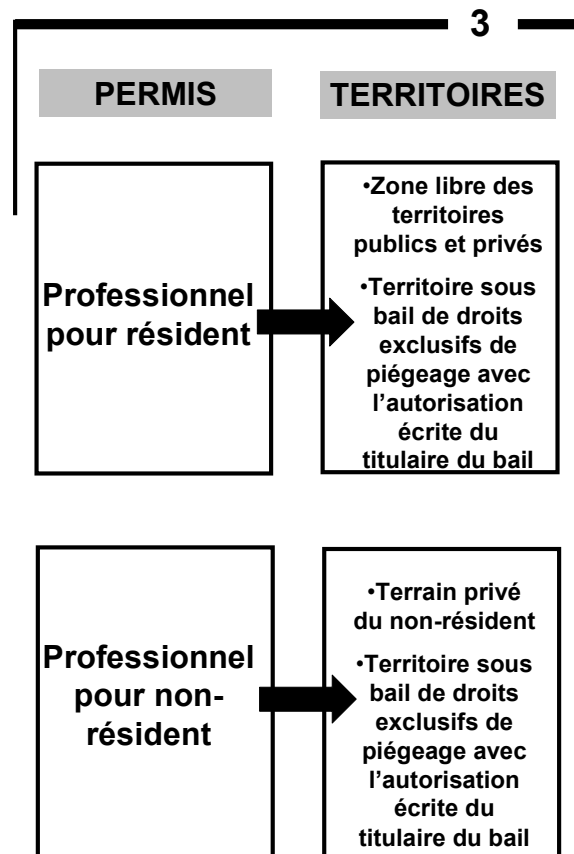 3
PERMIS
TERRITOIRES
Professionnel
pour résident
•Zone libre des
territoires
publics et privés
•Territoire sous
bail de droits
exclusifs de
piégeage avec
l’autorisation
écrite du
titulaire du bail
Professionnel
pour non-
résident
•Terrain privé
du non-résident
•Territoire sous
bail de droits
exclusifs de
piégeage avec
l’autorisation
écrite du
titulaire du bail